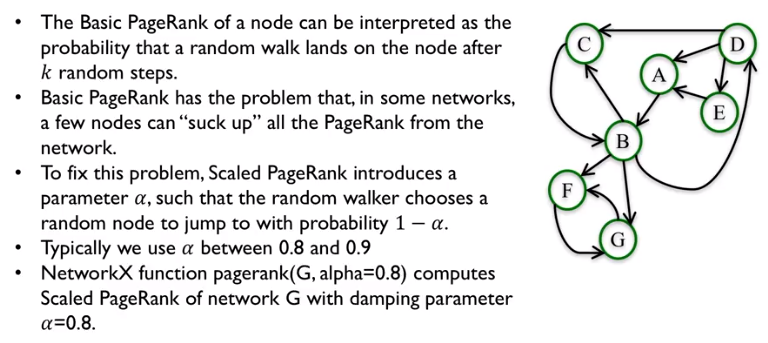 • The Basic PageRank of a node can be interpreted as the
probability that a random walk lands on the node after
k random steps.
• Basic PageRank has the problem that, in some networks,
a few nodes can “suck up” all the PageRank from the
network.
• To fix this problem, Scaled PageRank introduces a
parameter α, such that the random walker chooses a
random node to jump to with probability 1 − α.
• Typically we use α between 0.8 and 0.9
• NetworkX function pagerank(G, alpha=0.8) computes
Scaled PageRank of network G with damping parameter
α=0.8.
C
D
A
E
B
F
G